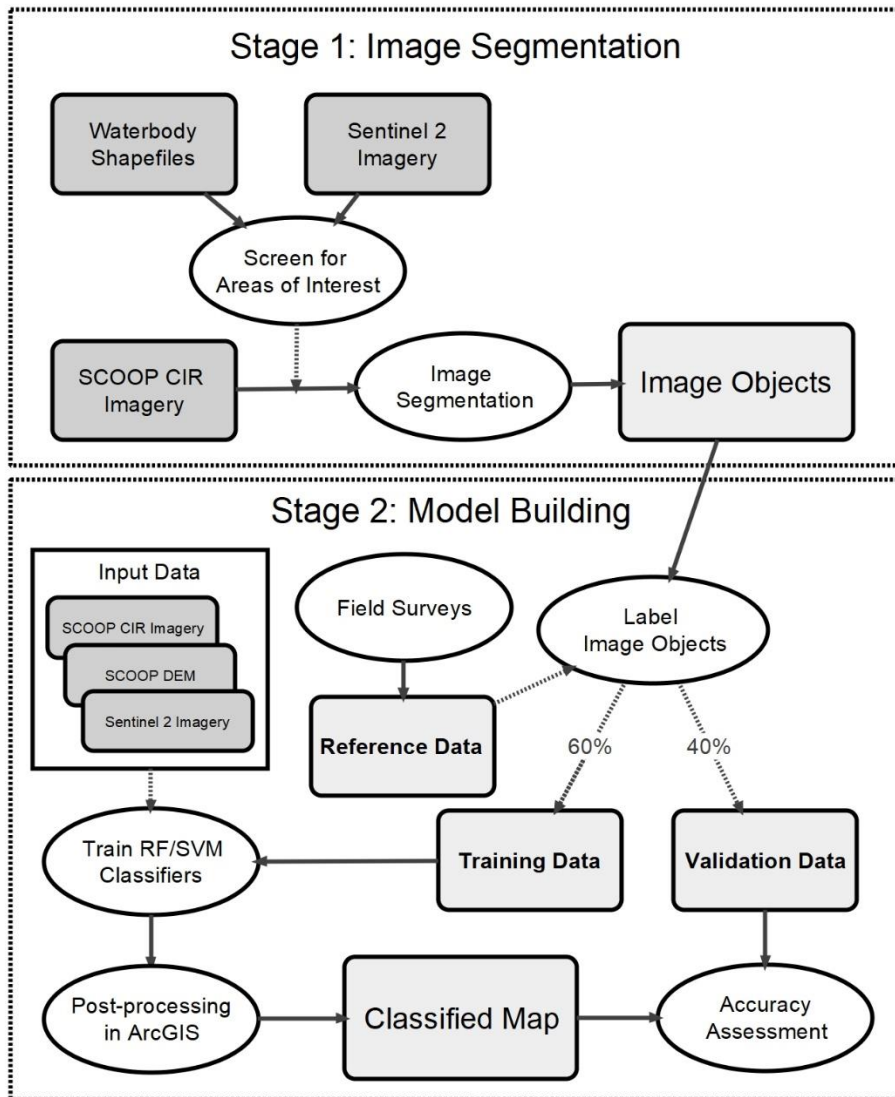 Stage 1: Image Segmentation
Waterbody
Shapefiles
Sentinel 2
Imagery
Screen for
Areas of Interest
SCOOP CIR
Imagery
Image
Segmentation
Image Objects
Stage 2: Model Building
Input Data
SCOOP CIR Imagery
SCOOP DEM
Sentinel 2 Imagery
Field Surveys
Label
Image Objects
Reference Data
60%
40%
Train RF/SVM
Classifiers
Training Data
Validation Data
Post-processing
in ArcGIS
Classified Map
Accuracy
Assessment